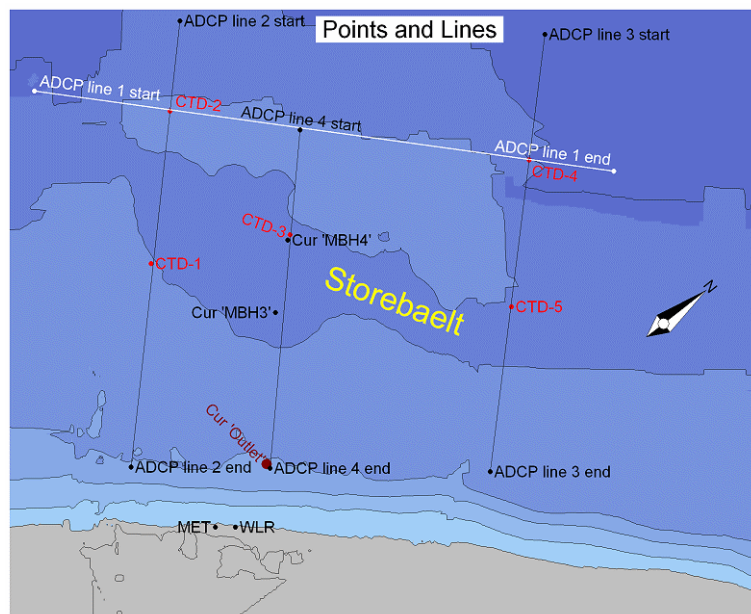 ADCP line 2 start
Points and Lines
ADCP line 3 start
ADCP line 1 start
CTD-2
ADCP line 4 start
ADCP line 1 end
CTD-4
CTD-3
Cur 'MBH4'
CTD-1
Storebaelt
N
Cur 'MBH3'
CTD-5
Cur 'Outlet'
ADCP line 2 end
ADCP line 4 end
ADCP line 3 end
MET
WLR